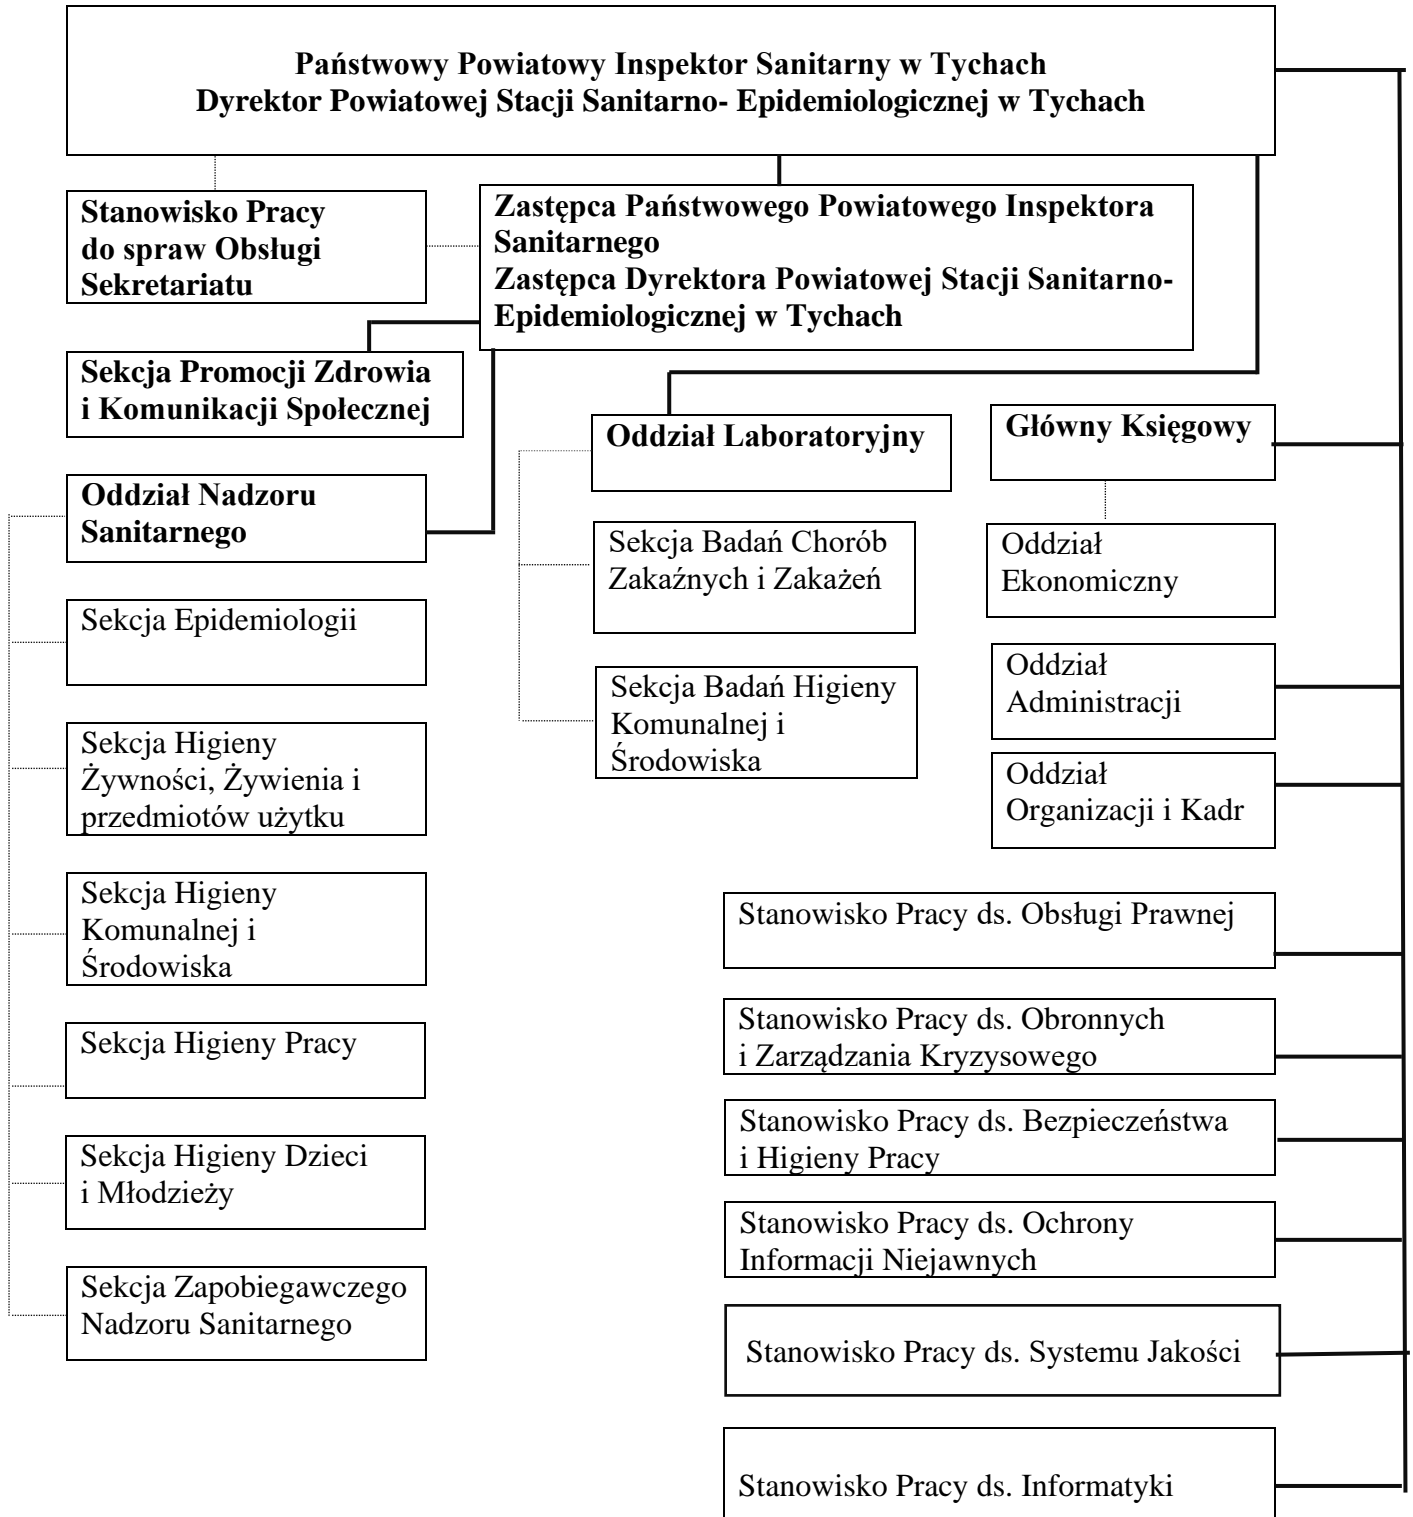 Państwowy Powiatowy Inspektor Sanitarny w Tychach
Dyrektor Powiatowej Stacji Sanitarno- Epidemiologicznej w Tychach
Stanowisko Pracy
do spraw Obsługi
Sekretariatu
Zastępca Państwowego Powiatowego Inspektora
Sanitarnego
Zastępca Dyrektora Powiatowej Stacji Sanitarno-
Epidemiologicznej w Tychach
Sekcja Promocji Zdrowia
i Komunikacji Społecznej
Oddział Nadzoru
Sanitarnego
Sekcja Epidemiologii
Sekcja Higieny
Żywności, Żywienia i
przedmiotów użytku
Sekcja Higieny
Komunalnej i
Środowiska
Sekcja Higieny Pracy
Sekcja Higieny Dzieci
i Młodzieży
Sekcja Zapobiegawczego
Nadzoru Sanitarnego
Oddział Laboratoryjny
Sekcja Badań Chorób
Zakaźnych i Zakażeń
Sekcja Badań Higieny
Komunalnej i
Środowiska
Główny Księgowy
Oddział
Ekonomiczny
Oddział
Administracji
Oddział
Organizacji i Kadr
Stanowisko Pracy ds. Obsługi Prawnej
Stanowisko Pracy ds. Obronnych
i Zarządzania Kryzysowego
Stanowisko Pracy ds. Bezpieczeństwa
i Higieny Pracy
Stanowisko Pracy ds. Ochrony
Informacji Niejawnych
Stanowisko Pracy ds. Systemu Jakości
Stanowisko Pracy ds. Informatyki